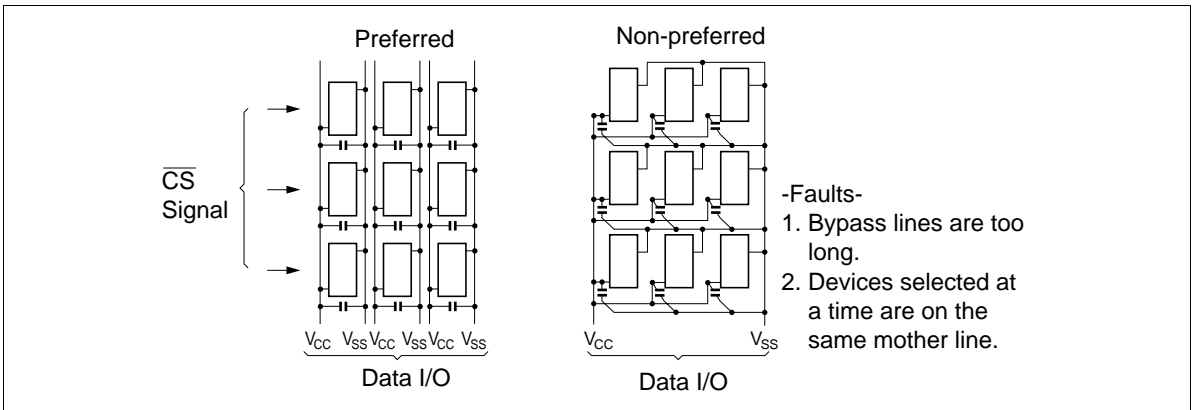 Preferred
Non-preferred
CS
Signal
-Faults-
1. Bypass lines are too
long.
2. Devices selected at
a time are on the
same mother line.
VCC VSS VCC VSS VCC VSS
Data I/O
VCC VSS
Data I/O